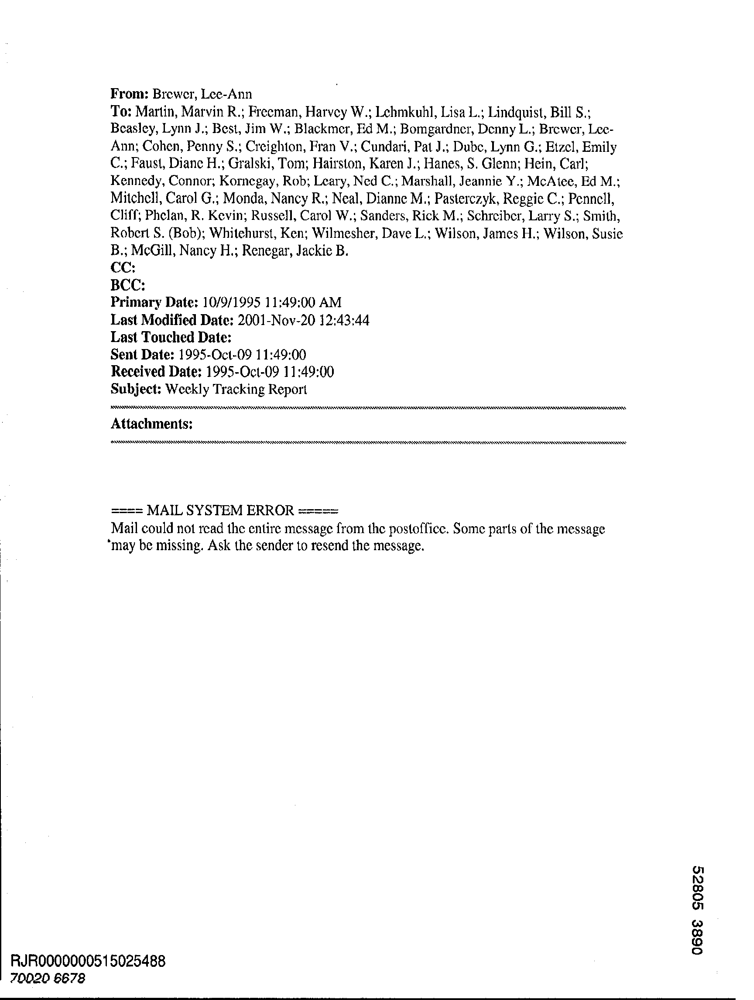 From: Brewer, Lee-Ann
To: Martin, Marvin R.; Freeman, Harvey W.; Lehmkuhl, Lisa L.; Lindquist, Bill S.;
Beasley, Lynn J.; Best, Jim W.; Blackmer, Ed M.; Bomgardner, Denny L.; Brewer, Lee-
Ann; Cohen, Penny S.; Creighton, Fran V.; Cundari, Pat J.; Dube, Lynn G.; Etzel, Emily
C.; Faust, Diane H.; Gralski, Tom; Hairston, Karen J.; Hanes, S. Glenn; Hein, Carl;
Kennedy, Connor; Kornegay, Rob; Leary, Ned C.; Marshall, Jeannie Y.; McAtee, Ed M.;
Mitchell, Carol G.; Monda, Nancy R.; Neal, Dianne M.; Pasterczyk, Reggie C.; Pennell,
Cliff; Phelan, R. Kevin; Russell, Carol W.; Sanders, Rick M.; Schreiber, Larry S.; Smith,
Robert S. (Bob); Whitehurst, Ken; Wilmesher, Dave L.; Wilson, James H.; Wilson, Susie
B.; McGill, Nancy H.; Renegar, Jackie B.
CC:
BCC:
Primary Date: 10/9/1995 11:49:00 AM
Last Modified Date: 2001-Nov-20 12:43:44
Last Touched Date:
Sent Date: 1995-Oct-09 11:49:00
Received Date: 1995-Oct-09 11:49:00
Subject: Weekly Tracking Report
Attachments:
==== MAIL SYSTEM ERROR =====
Mail could not read the entire message from the postoffice. Some parts of the message
may be missing. Ask the sender to resend the message.
52805 3890
RJR0000000515025488
70020 6678